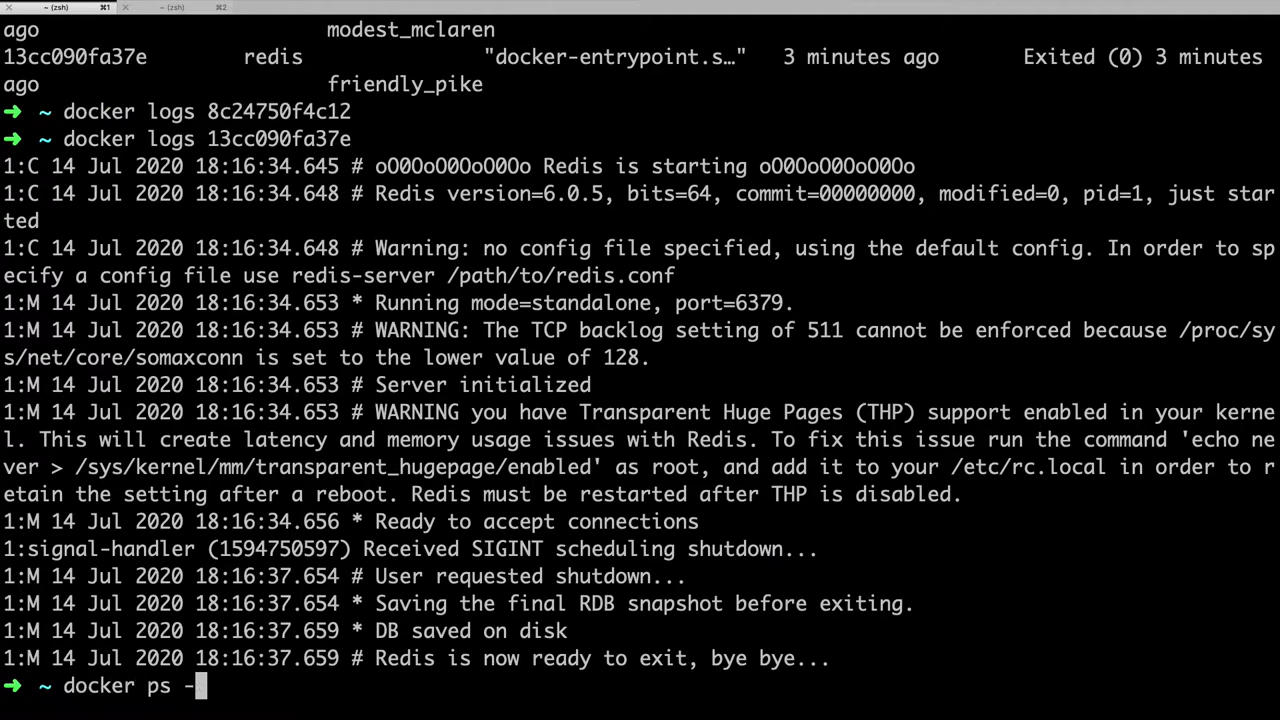 ~ (zsh) ⌘1 ~ (zsh) ⌘2
ago modest_mclaren
13cc090fa37e redis "docker-entrypoint.s…" 3 minutes ago Exited (0) 3 minutes
ago friendly_pike
➜ ~ docker logs 8c24750f4c12
➜ ~ docker logs 13cc090fa37e
1:C 14 Jul 2020 18:16:34.645 # oO0OoO0OoO0Oo Redis is starting oO0OoO0OoO0Oo
1:C 14 Jul 2020 18:16:34.648 # Redis version=6.0.5, bits=64, commit=00000000, modified=0, pid=1, just star
ted
1:C 14 Jul 2020 18:16:34.648 # Warning: no config file specified, using the default config. In order to sp
ecify a config file use redis-server /path/to/redis.conf
1:M 14 Jul 2020 18:16:34.653 * Running mode=standalone, port=6379.
1:M 14 Jul 2020 18:16:34.653 # WARNING: The TCP backlog setting of 511 cannot be enforced because /proc/sy
s/net/core/somaxconn is set to the lower value of 128.
1:M 14 Jul 2020 18:16:34.653 # Server initialized
1:M 14 Jul 2020 18:16:34.653 # WARNING you have Transparent Huge Pages (THP) support enabled in your kerne
l. This will create latency and memory usage issues with Redis. To fix this issue run the command 'echo ne
ver > /sys/kernel/mm/transparent_hugepage/enabled' as root, and add it to your /etc/rc.local in order to r
etain the setting after a reboot. Redis must be restarted after THP is disabled.
1:M 14 Jul 2020 18:16:34.656 * Ready to accept connections
1:signal-handler (1594750597) Received SIGINT scheduling shutdown...
1:M 14 Jul 2020 18:16:37.654 # User requested shutdown...
1:M 14 Jul 2020 18:16:37.654 * Saving the final RDB snapshot before exiting.
1:M 14 Jul 2020 18:16:37.659 * DB saved on disk
1:M 14 Jul 2020 18:16:37.659 # Redis is now ready to exit, bye bye...
➜ ~ docker ps -